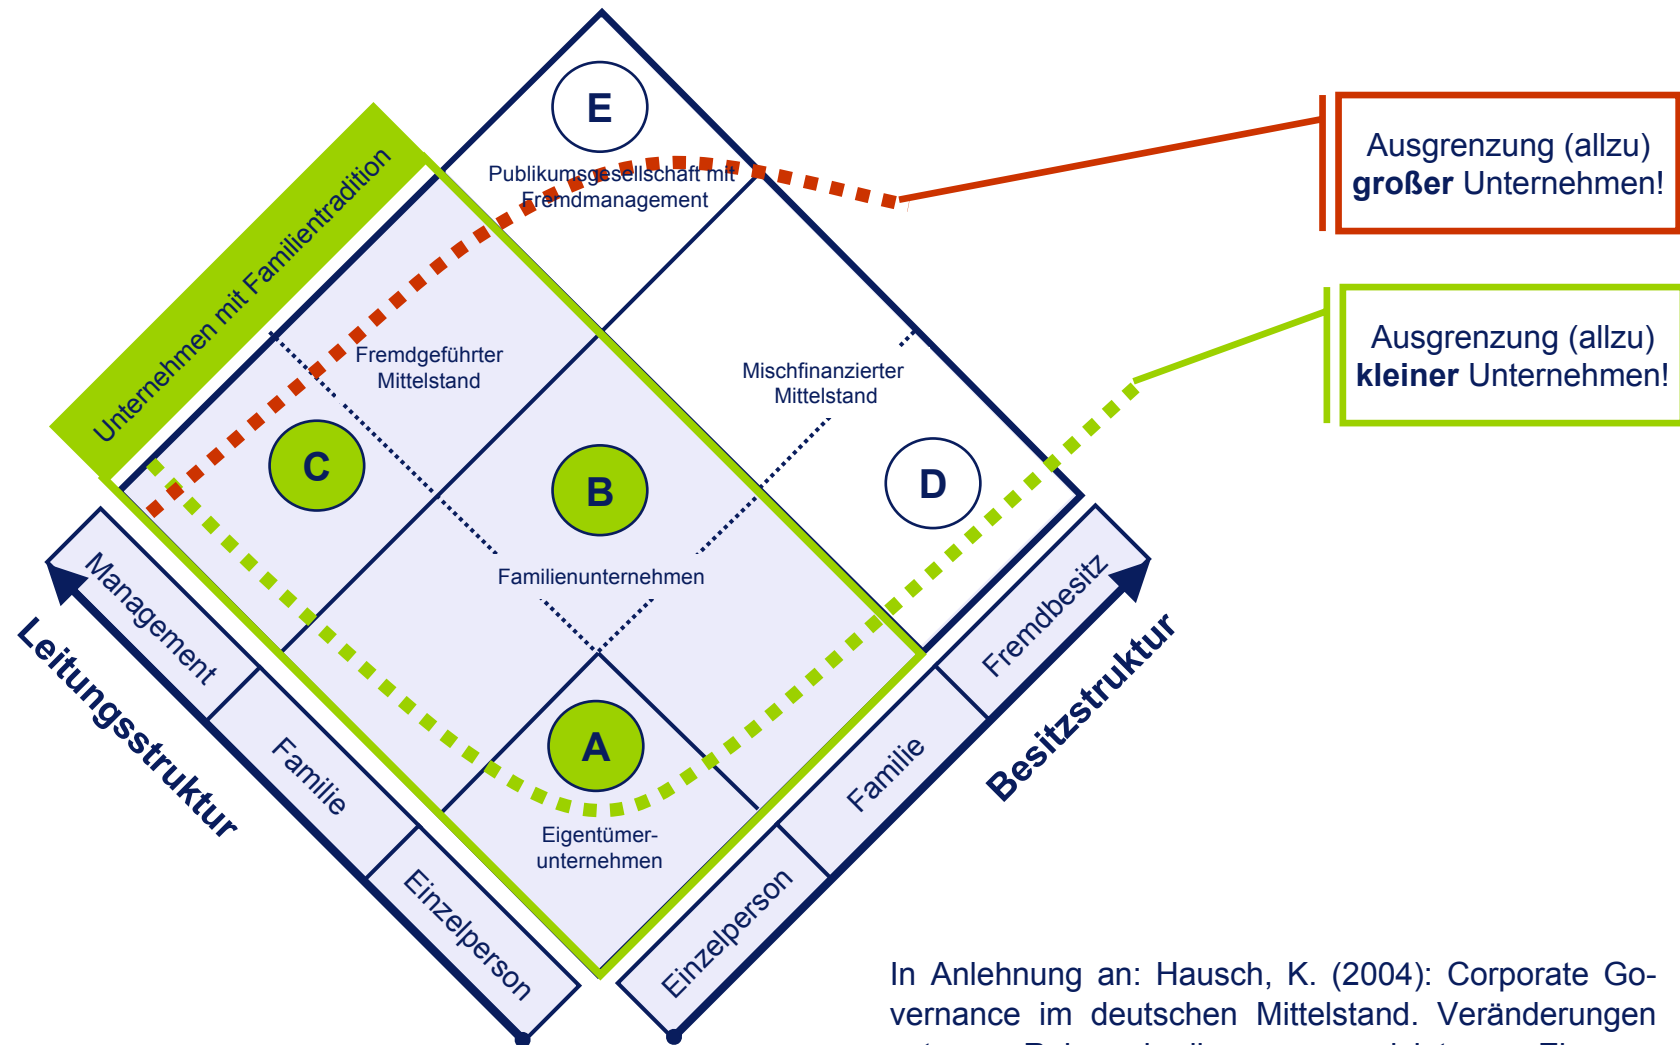 E
Publikumsgesellschaft mit
Fremdmanagement
Ausgrenzung (allzu)
großer Unternehmen!
Unternehmen mit Familientradition
Ausgrenzung (allzu)
kleiner Unternehmen!
Fremdgeführter
Mittelstand
Mischfinanzierter
Mittelstand
C
B
D
Familienunternehmen
A
Eigentümer-
unternehmen
Management
Familie
Einzelperson
Leitungsstruktur
Einzelperson
Familie
Fremdbesitz
Besitzstruktur
In Anlehnung an: Hausch, K. (2004): Corporate Go-
vernance im deutschen Mittelstand. Veränderungen